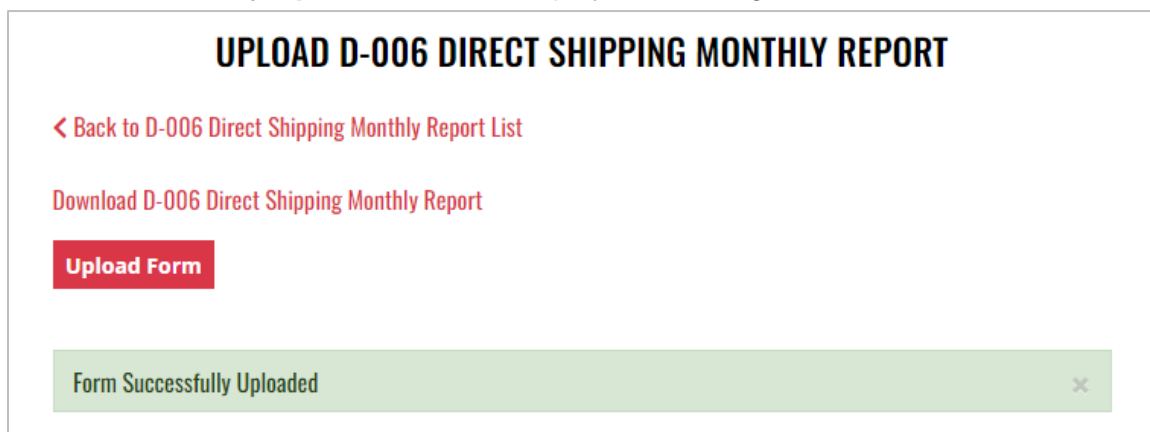 UPLOAD D-006 DIRECT SHIPPING MONTHLY REPORT
Back to D-006 Direct Shipping Monthly Report List
Download D-006 Direct Shipping Monthly Report
Upload Form
Form Successfully Uploaded ×